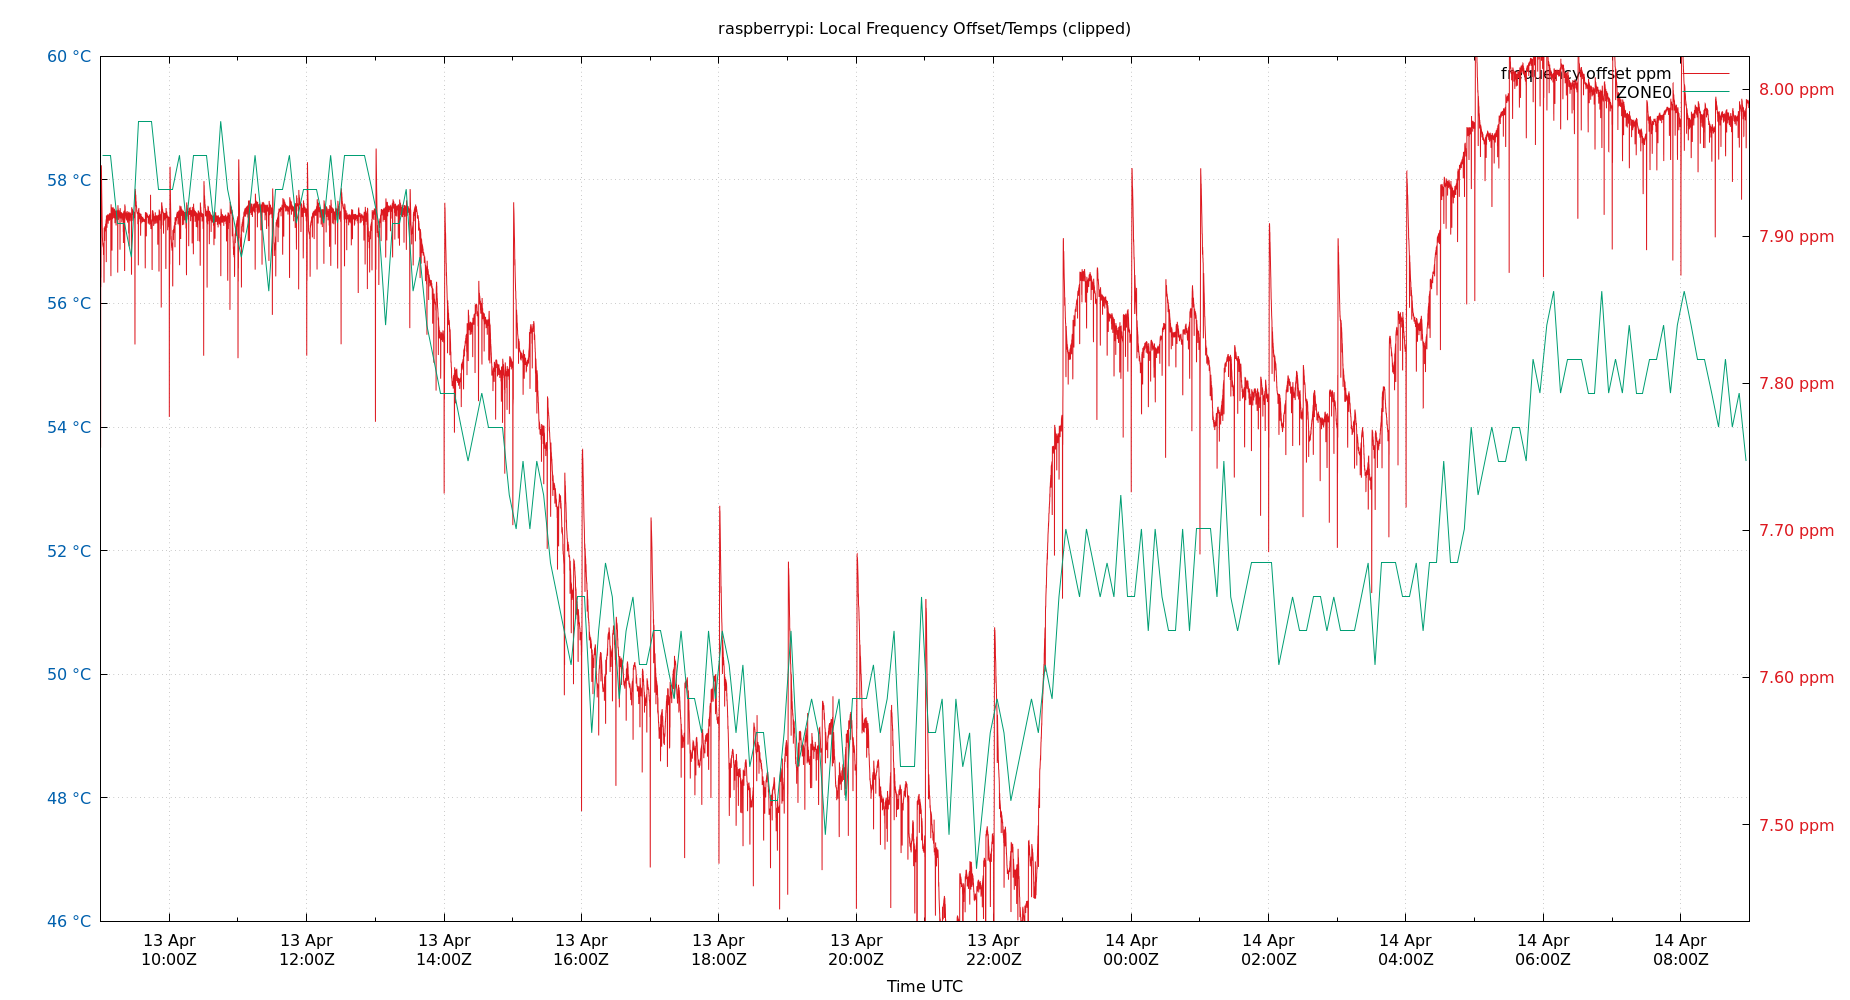 raspberrypi: Local Frequency Offset/Temps (clipped)
60 °C
58 °C
56 °C
54 °C
52 °C
50 °C
48 °C
46 °C
frequency offset ppm
ZONE0
8.00 ppm
7.90 ppm
7.80 ppm
7.70 ppm
7.60 ppm
7.50 ppm
13 Apr
10:00Z
13 Apr
12:00Z
13 Apr
14:00Z
13 Apr
16:00Z
13 Apr
18:00Z
13 Apr
20:00Z
13 Apr
22:00Z
14 Apr
00:00Z
14 Apr
02:00Z
14 Apr
04:00Z
14 Apr
06:00Z
14 Apr
08:00Z
Time UTC